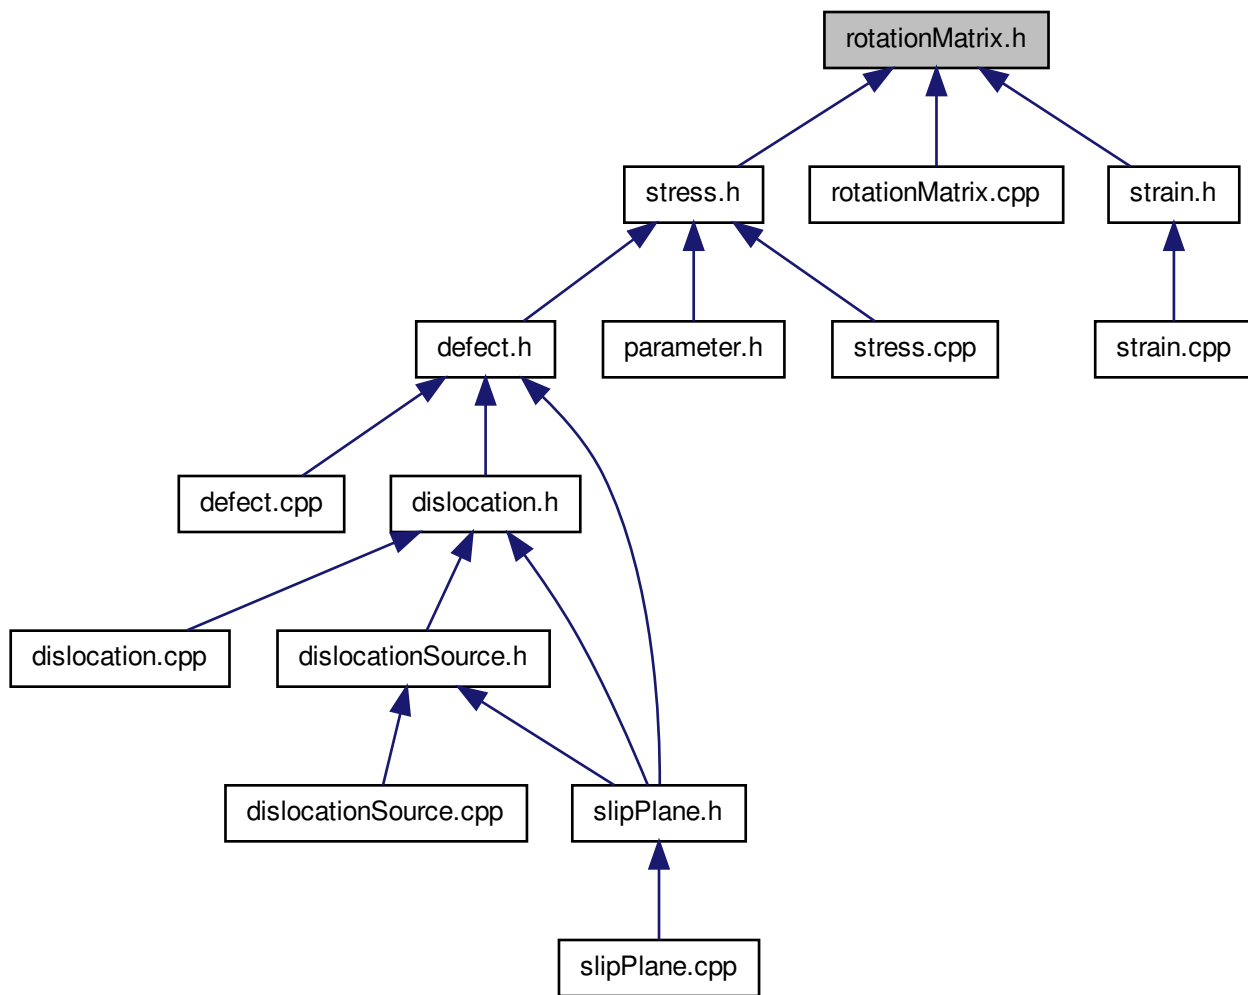 rotationMatrix.h
stress.h
rotationMatrix.cpp
strain.h
defect.h
parameter.h
stress.cpp
strain.cpp
defect.cpp
dislocation.h
dislocation.cpp
dislocationSource.h
dislocationSource.cpp
slipPlane.h
slipPlane.cpp